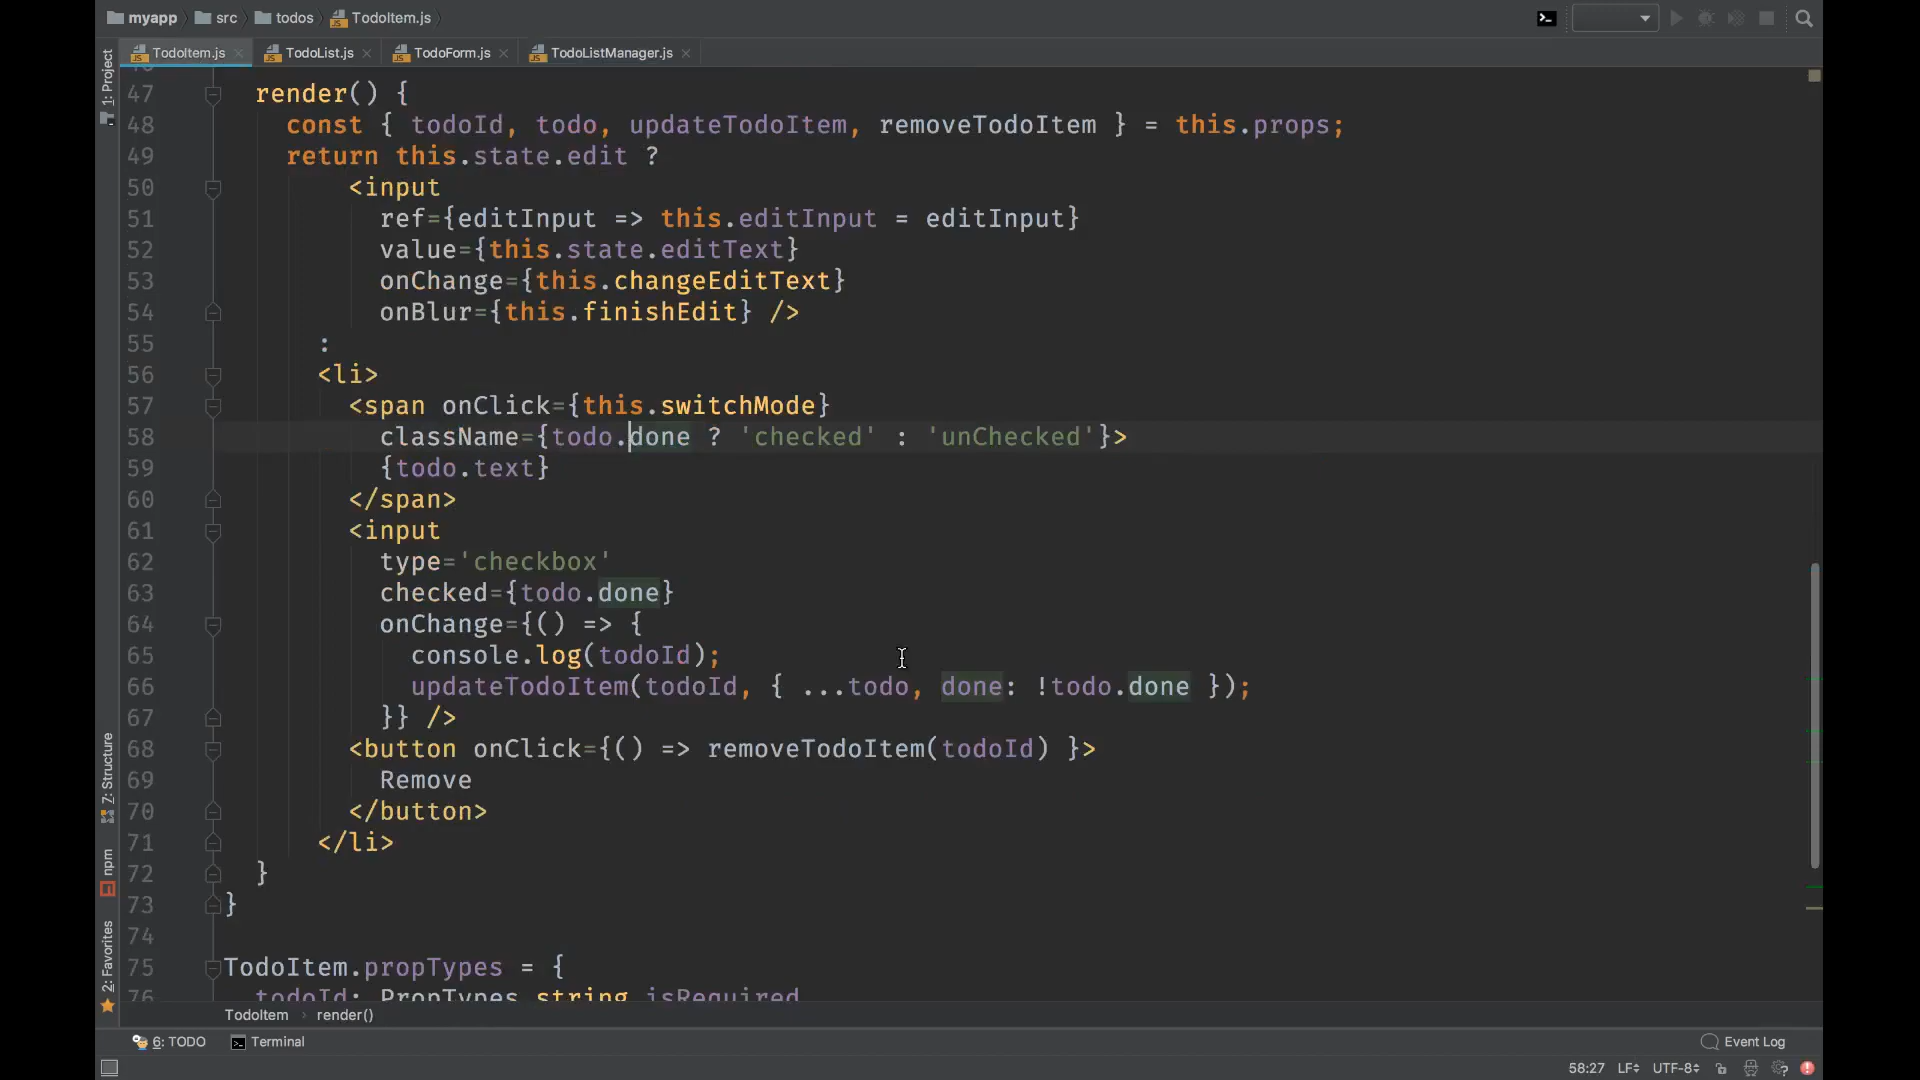 myapp src todos TodoItem.js
TodoItem.js TodoList.js TodoForm.js TodoListManager.js
1: Project
47 render() {
48 const { todoId, todo, updateTodoItem, removeTodoItem } = this.props;
49 return this.state.edit ?
50 <input
51 ref={editInput => this.editInput = editInput}
52 value={this.state.editText}
53 onChange={this.changeEditText}
54 onBlur={this.finishEdit} />
55 :
56 <li>
57 <span onClick={this.switchMode}
58 className={todo.done ? 'checked' : 'unChecked'}>
59 {todo.text}
60 </span>
61 <input
62 type='checkbox'
63 checked={todo.done}
64 onChange={() => {
65 console.log(todoId);
66 updateTodoItem(todoId, { ...todo, done: !todo.done });
67 }} />
68 <button onClick={() => removeTodoItem(todoId) }>
69 Remove
70 </button>
71 </li>
72 }
73 }
74
75 TodoItem.propTypes = {
76 todoId: PropTypes.string.isRequired
Z: Structure
npm
2: Favorites
TodoItem › render()
6: TODO Terminal Event Log
58:27 LF UTF-8